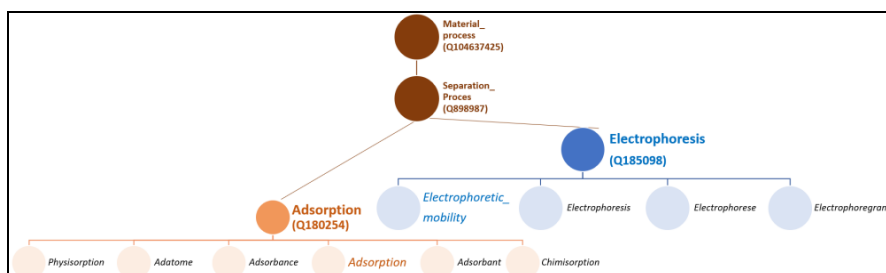 Material_
process
(Q104637425)
Separation_
Proces
(Q898987)
Electrophoresis
(Q185098)
Electrophoretic_
mobility
Electrophoresis
Electrophorese
Electrophoregram
Adsorption
(Q180254)
Physisorption
Adatome
Adsorbance
Adsorption
Adsorbant
Chimisorption